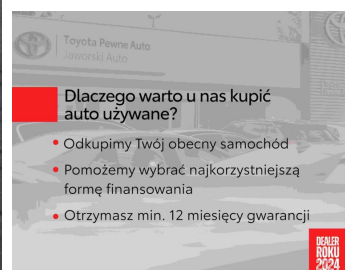 Toyota Pewne Auto
Jaworski Auto
Dlaczego warto u nas kupić
auto używane?
Odkupimy Twój obecny samochód
Pomożemy wybrać najkorzystniejszą
formę finansowania
Otrzymasz min. 12 miesięcy gwarancji
DEALER
ROKU
2024